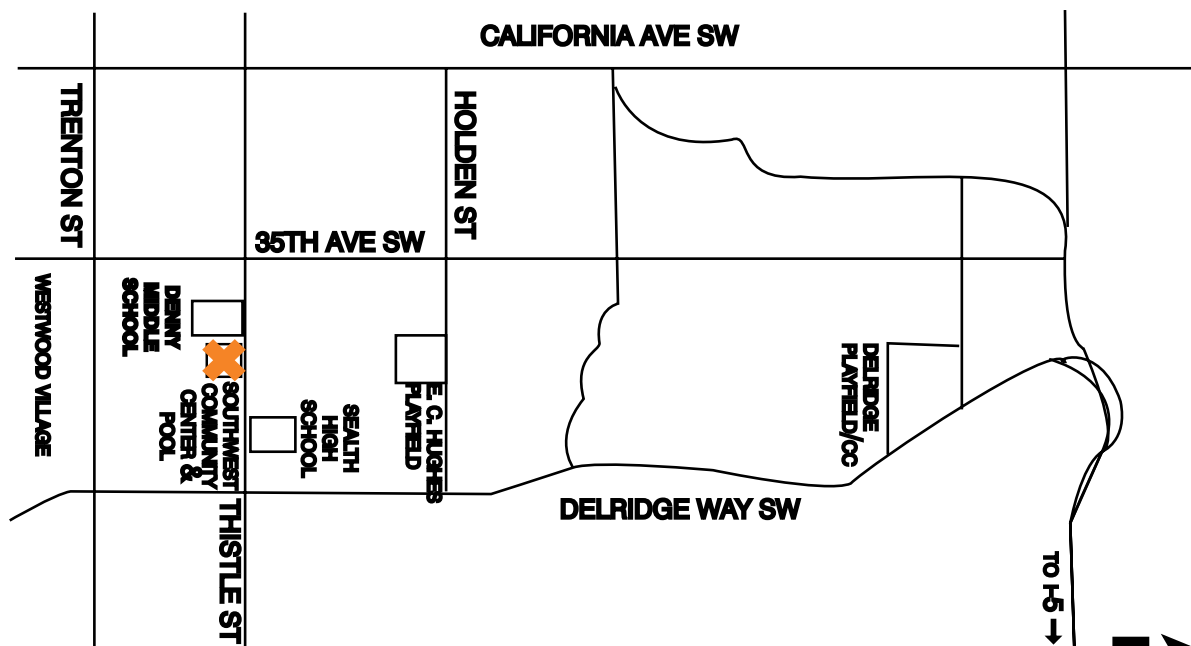 CALIFORNIA AVE SW
TRENTON ST
HOLDEN ST
35TH AVE SW
WESTWOOD VILLAGE
DENNY
MIDDLE
SCHOOL
SOUTHWEST
COMMUNITY
CENTER &
POOL
SEALTH
HIGH
SCHOOL
E. C. HUGHES
PLAYFIELD
DELRIDGE
PLAYFIELD/CC
DELRIDGE WAY SW
THISTLE ST
TO I-5 →